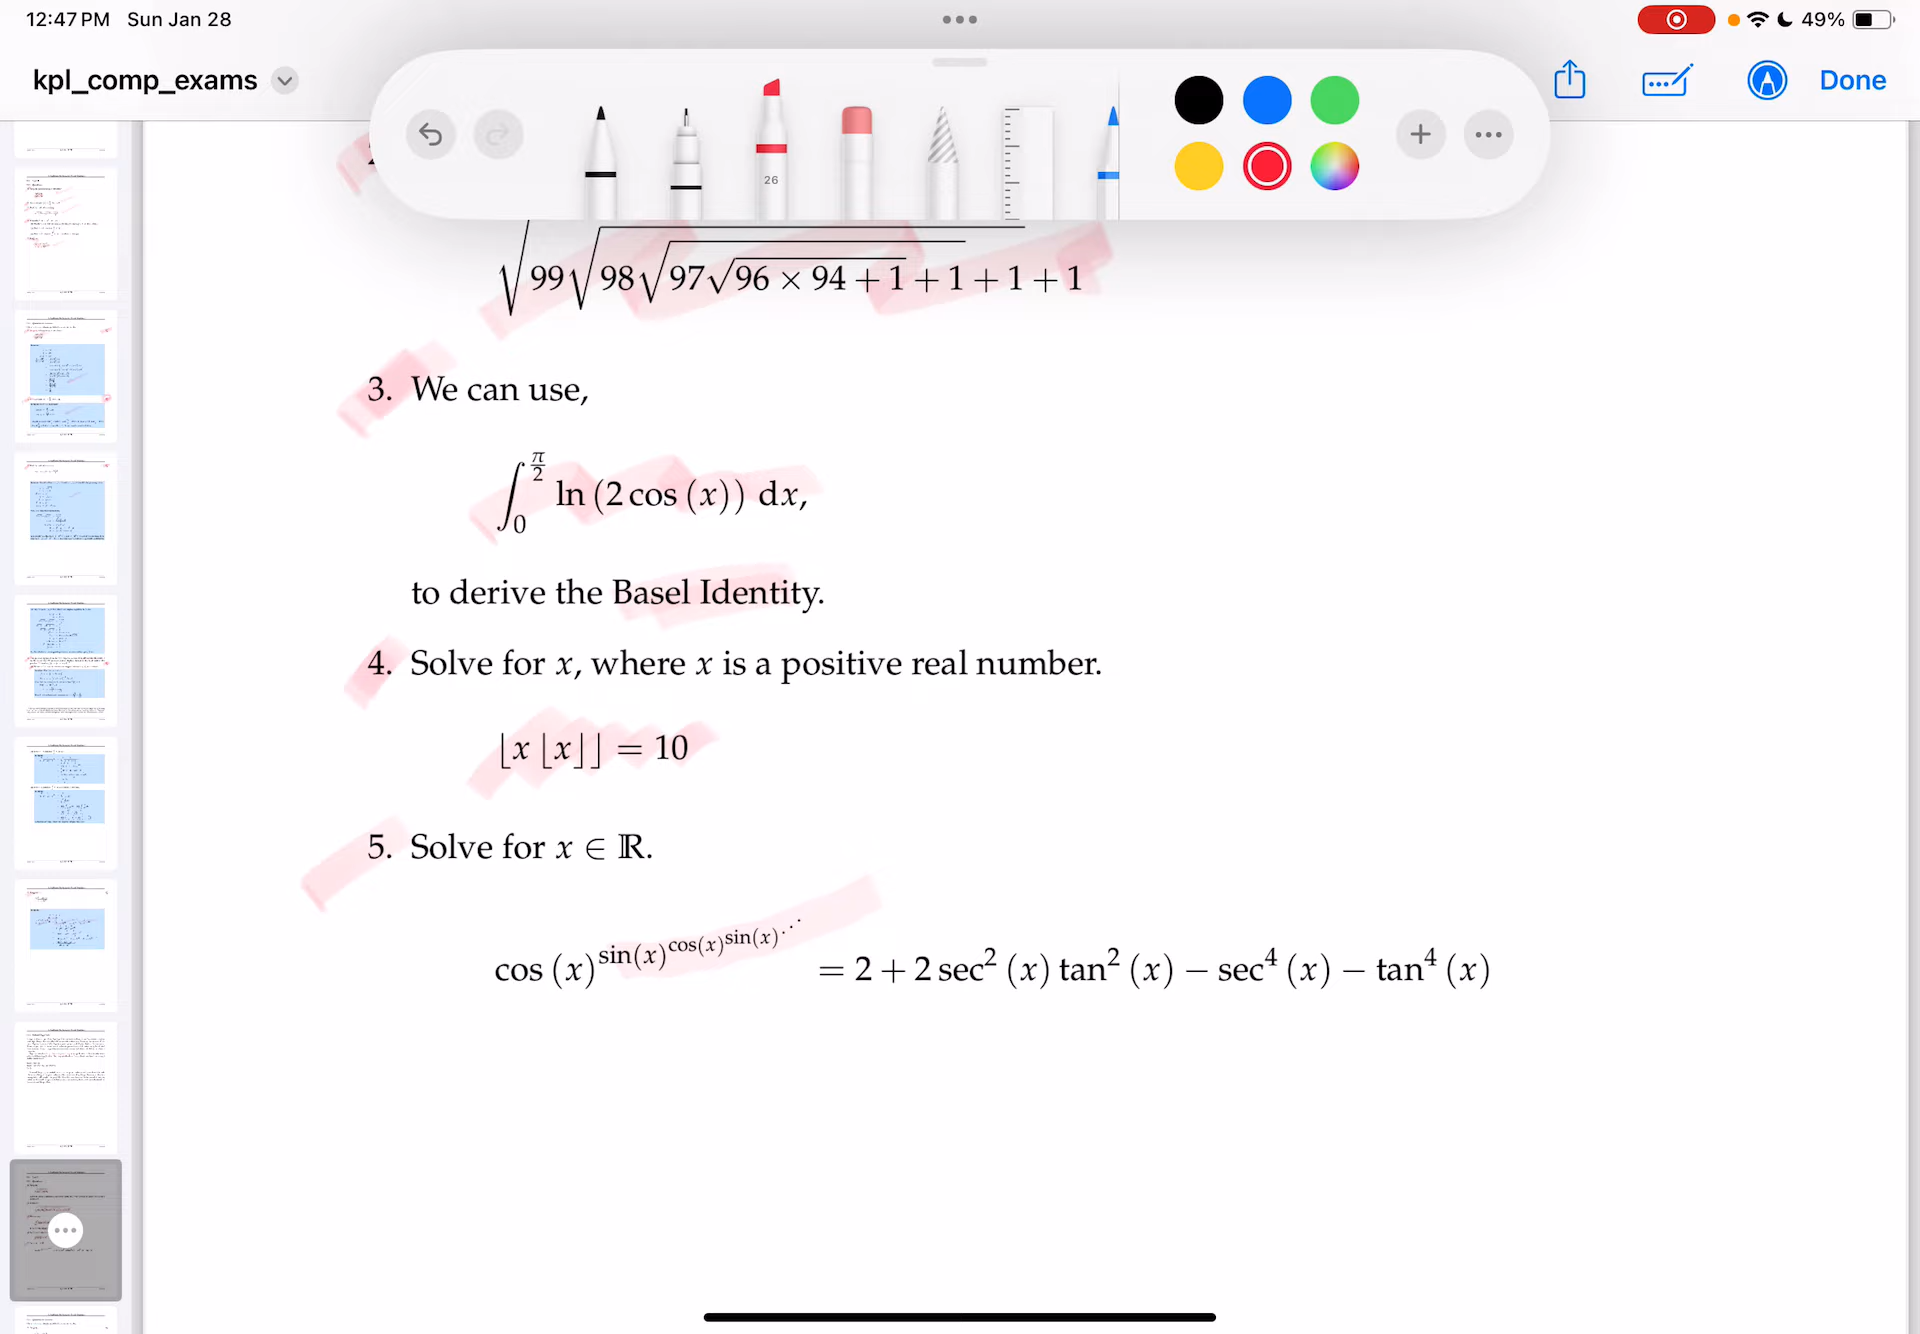 12:47 PM Sun Jan 28
49%
kpl_comp_exams
Done
26
√99√98√97√96 × 94 + 1 + 1 + 1 + 1
3. We can use,
∫₀^{π/2} ln (2 cos (x)) dx,
to derive the Basel Identity.
4. Solve for x, where x is a positive real number.
⌊x ⌊x⌋⌋ = 10
5. Solve for x ∈ ℝ.
cos (x)^{sin(x)^{cos(x)^{sin(x)^{⋰}}}} = 2 + 2 sec² (x) tan² (x) − sec⁴ (x) − tan⁴ (x)